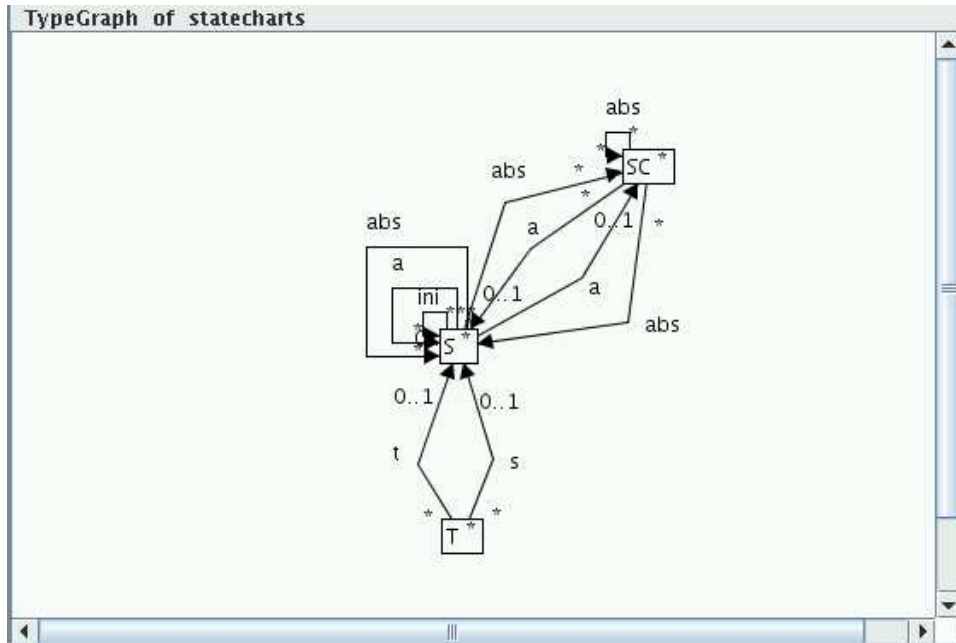 TypeGraph of statecharts
abs
*
*
SC *
abs
*
*
a
0..1
*
abs
a
ini
0..1
a
abs
* * *
*
*
S *
0..1
0..1
t
s
*
*
T *